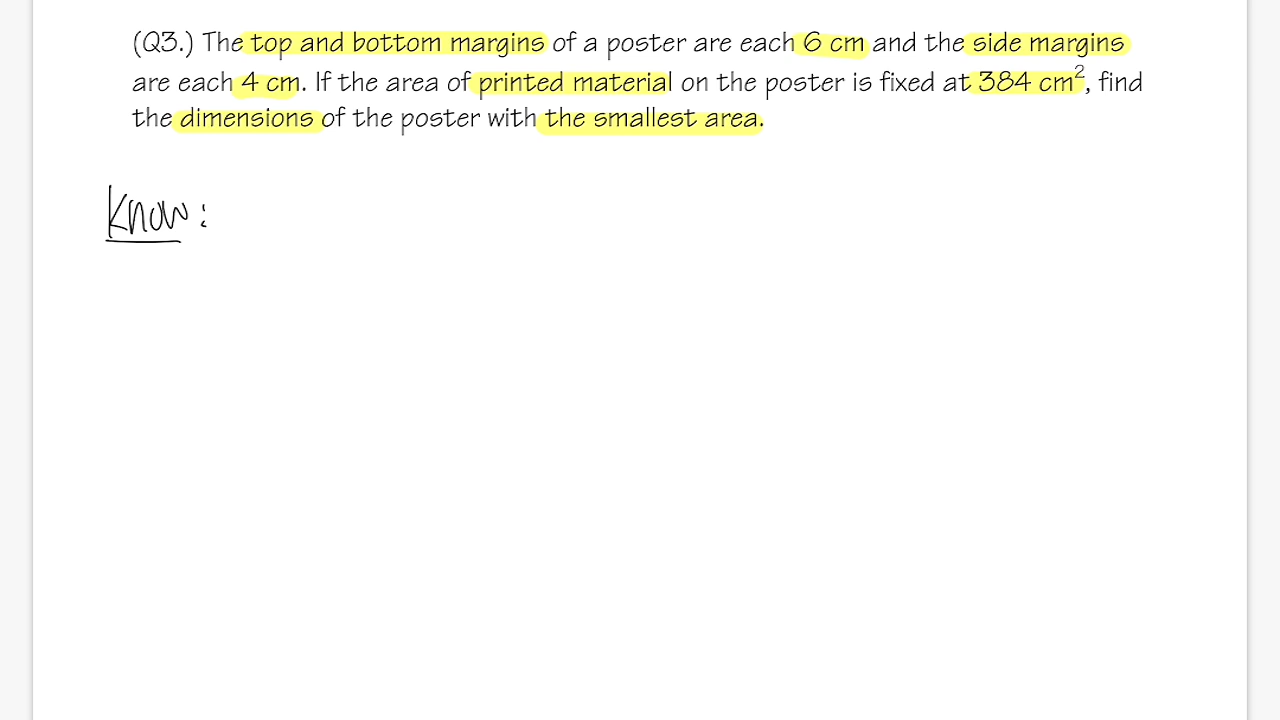 (Q3.) The top and bottom margins of a poster are each 6 cm and the side margins
are each 4 cm. If the area of printed material on the poster is fixed at 384 cm², find
the dimensions of the poster with the smallest area.
Know: